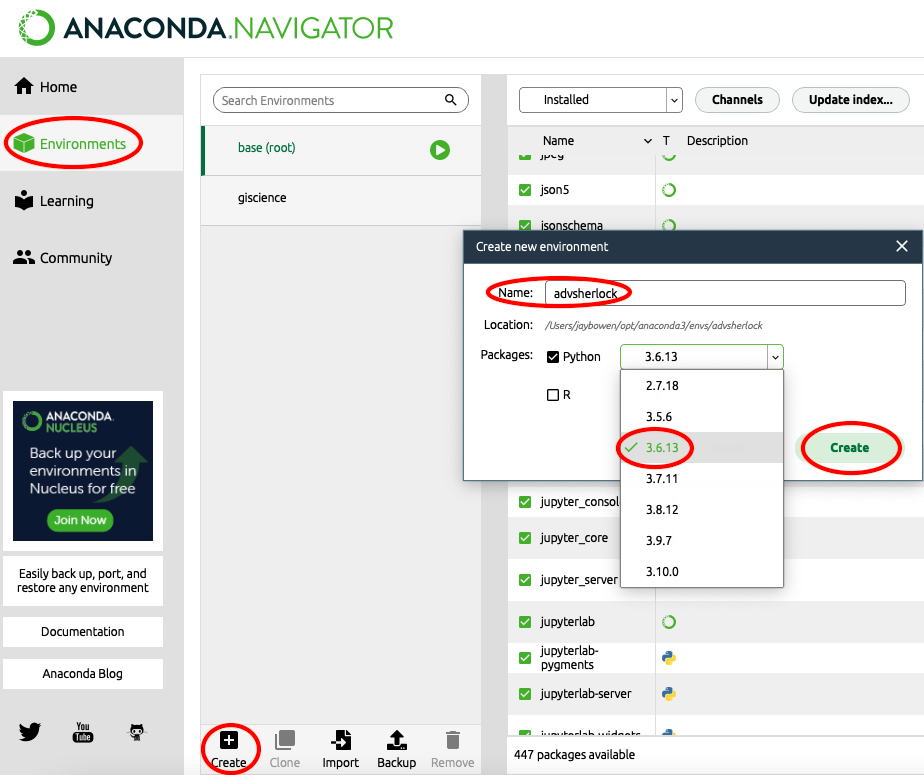 ANACONDA.NAVIGATOR
Home
Environments
Learning
Community
ANACONDA.
NUCLEUS
Back up your
environments in
Nucleus for free
Join Now
Easily back up, port, and
restore any environment
Documentation
Anaconda Blog
You
Tube
Search Environments
base (root)
giscience
Create
Clone
Import
Backup
Remove
Installed
Channels
Update index...
Name T Description
jpeg
json5
jsonschema
Create new environment
Name: advsherlock
Location: /Users/jaybowen/opt/anaconda3/envs/advsherlock
Packages: Python 3.6.13
R
2.7.18
3.5.6
3.6.13
3.7.11
3.8.12
3.9.7
3.10.0
Create
jupyter_consol
jupyter_core
jupyter_server
jupyterlab
jupyterlab-
pygments
jupyterlab-server
jupyterlab-widgets
447 packages available